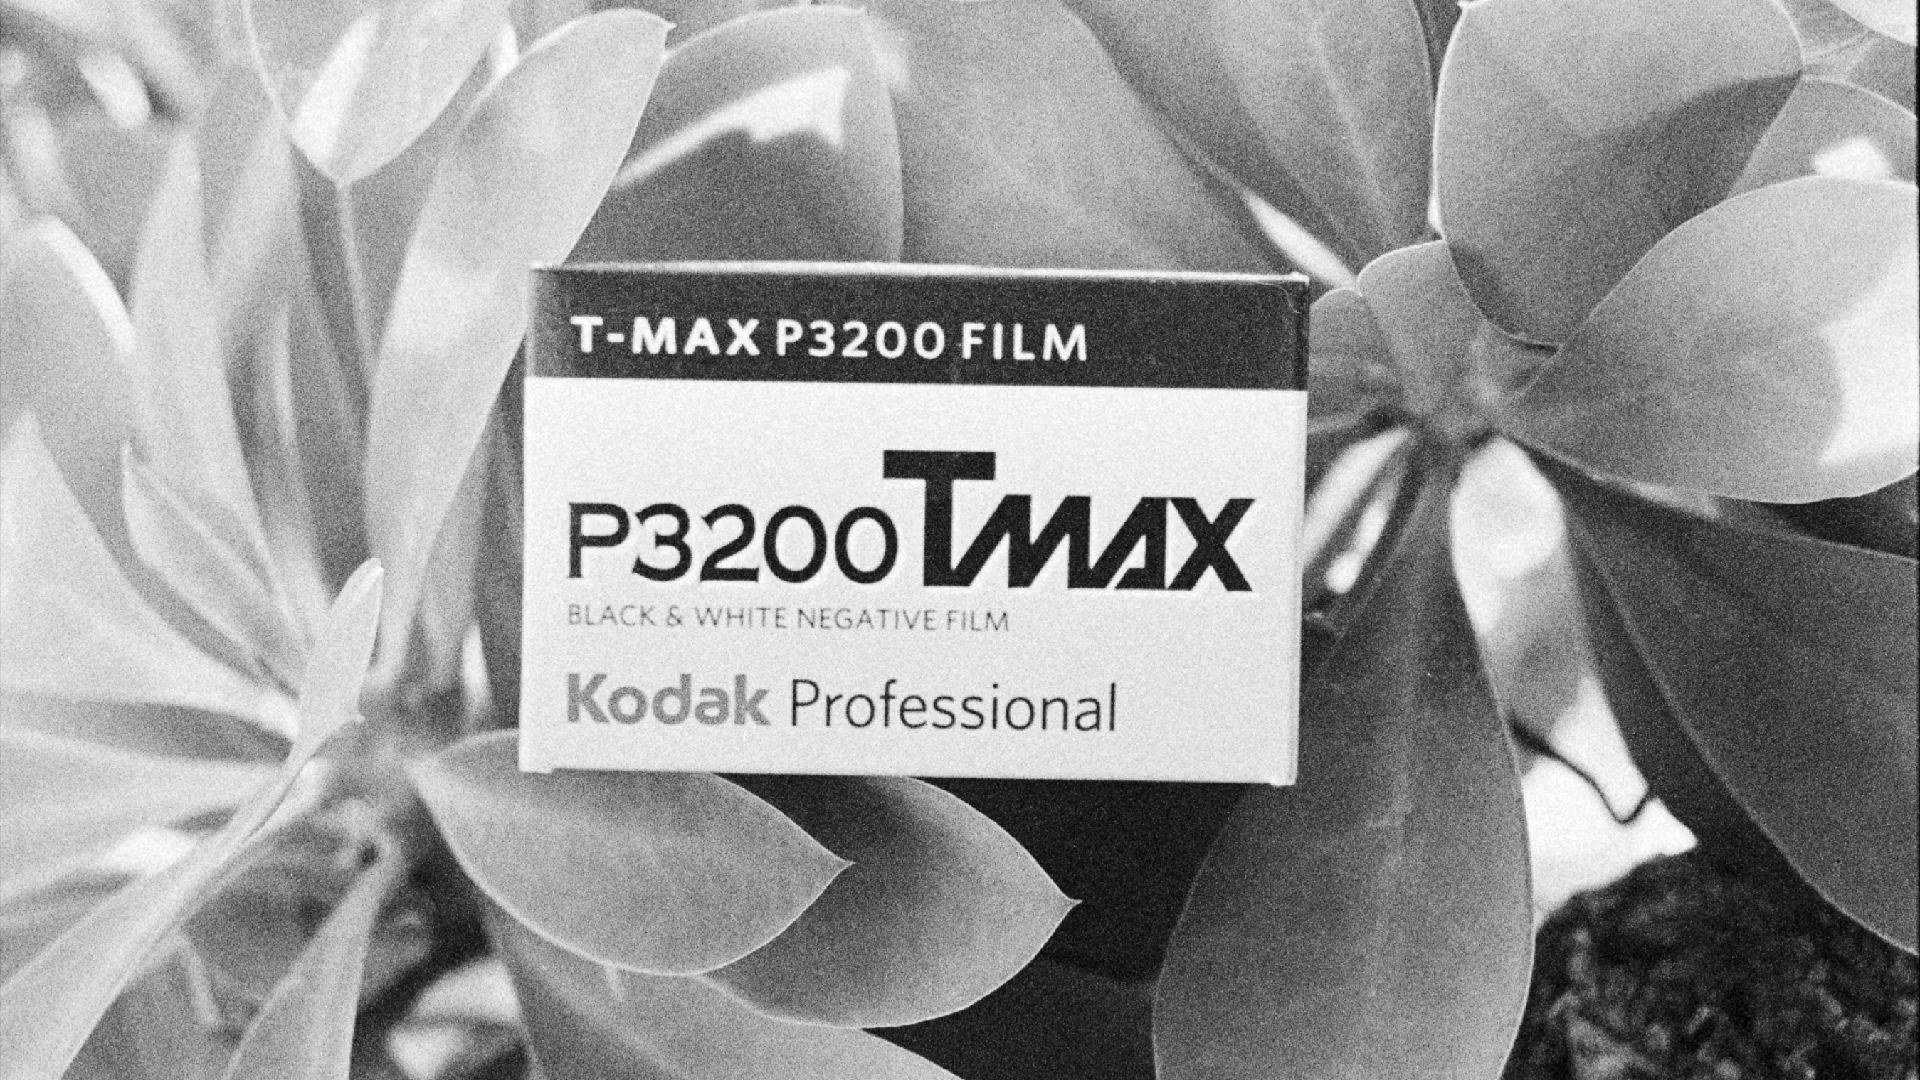 T-MAX P3200 FILM
P3200 TMAX
BLACK & WHITE NEGATIVE FILM
Kodak Professional